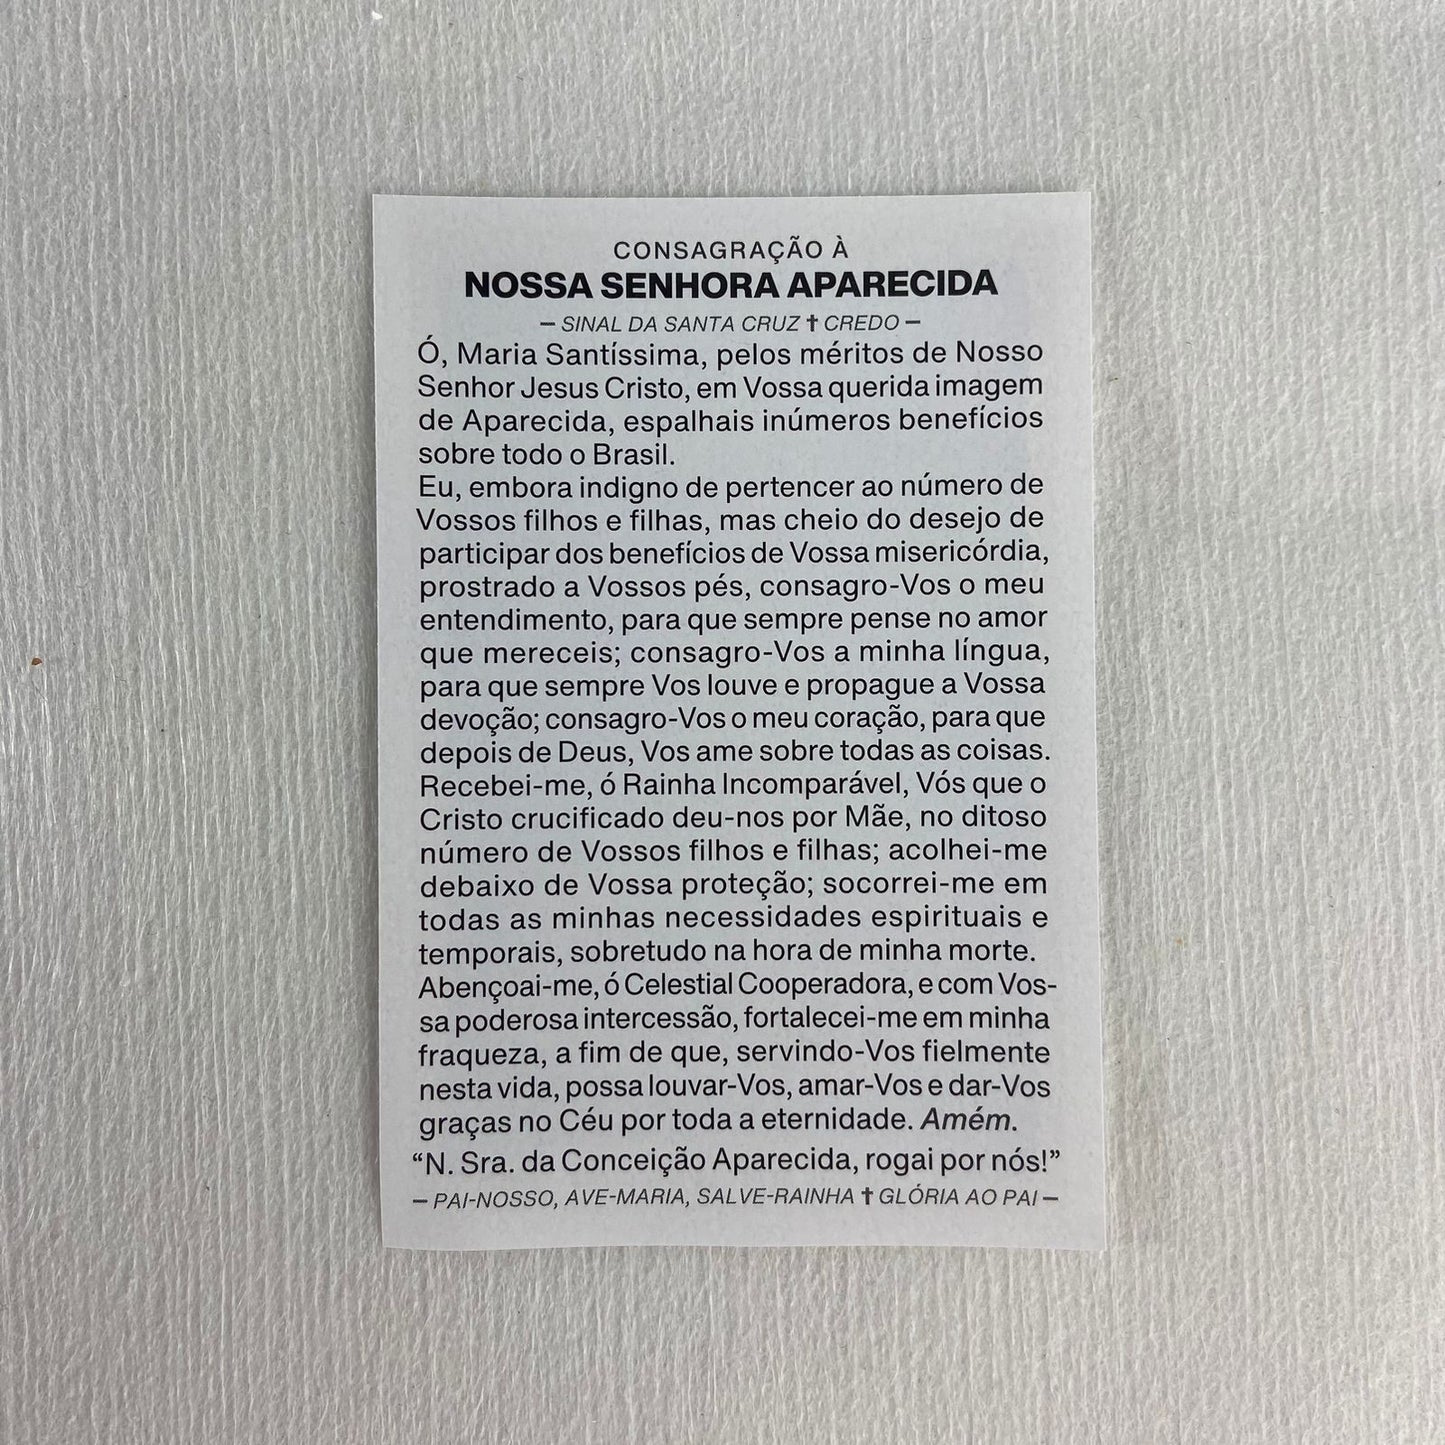 CONSAGRAÇÃO À
NOSSA SENHORA APARECIDA
– SINAL DA SANTA CRUZ ✝ CREDO –
Ó, Maria Santíssima, pelos méritos de Nosso
Senhor Jesus Cristo, em Vossa querida imagem
de Aparecida, espalhais inúmeros benefícios
sobre todo o Brasil.
Eu, embora indigno de pertencer ao número de
Vossos filhos e filhas, mas cheio do desejo de
participar dos benefícios de Vossa misericórdia,
prostrado a Vossos pés, consagro-Vos o meu
entendimento, para que sempre pense no amor
que mereceis; consagro-Vos a minha língua,
para que sempre Vos louve e propague a Vossa
devoção; consagro-Vos o meu coração, para que
depois de Deus, Vos ame sobre todas as coisas.
Recebei-me, ó Rainha Incomparável, Vós que o
Cristo crucificado deu-nos por Mãe, no ditoso
número de Vossos filhos e filhas; acolhei-me
debaixo de Vossa proteção; socorrei-me em
todas as minhas necessidades espirituais e
temporais, sobretudo na hora de minha morte.
Abençoai-me, ó Celestial Cooperadora, e com Vos-
sa poderosa intercessão, fortalecei-me em minha
fraqueza, a fim de que, servindo-Vos fielmente
nesta vida, possa louvar-Vos, amar-Vos e dar-Vos
graças no Céu por toda a eternidade. Amém.
“N. Sra. da Conceição Aparecida, rogai por nós!”
– PAI-NOSSO, AVE-MARIA, SALVE-RAINHA ✝ GLÓRIA AO PAI –